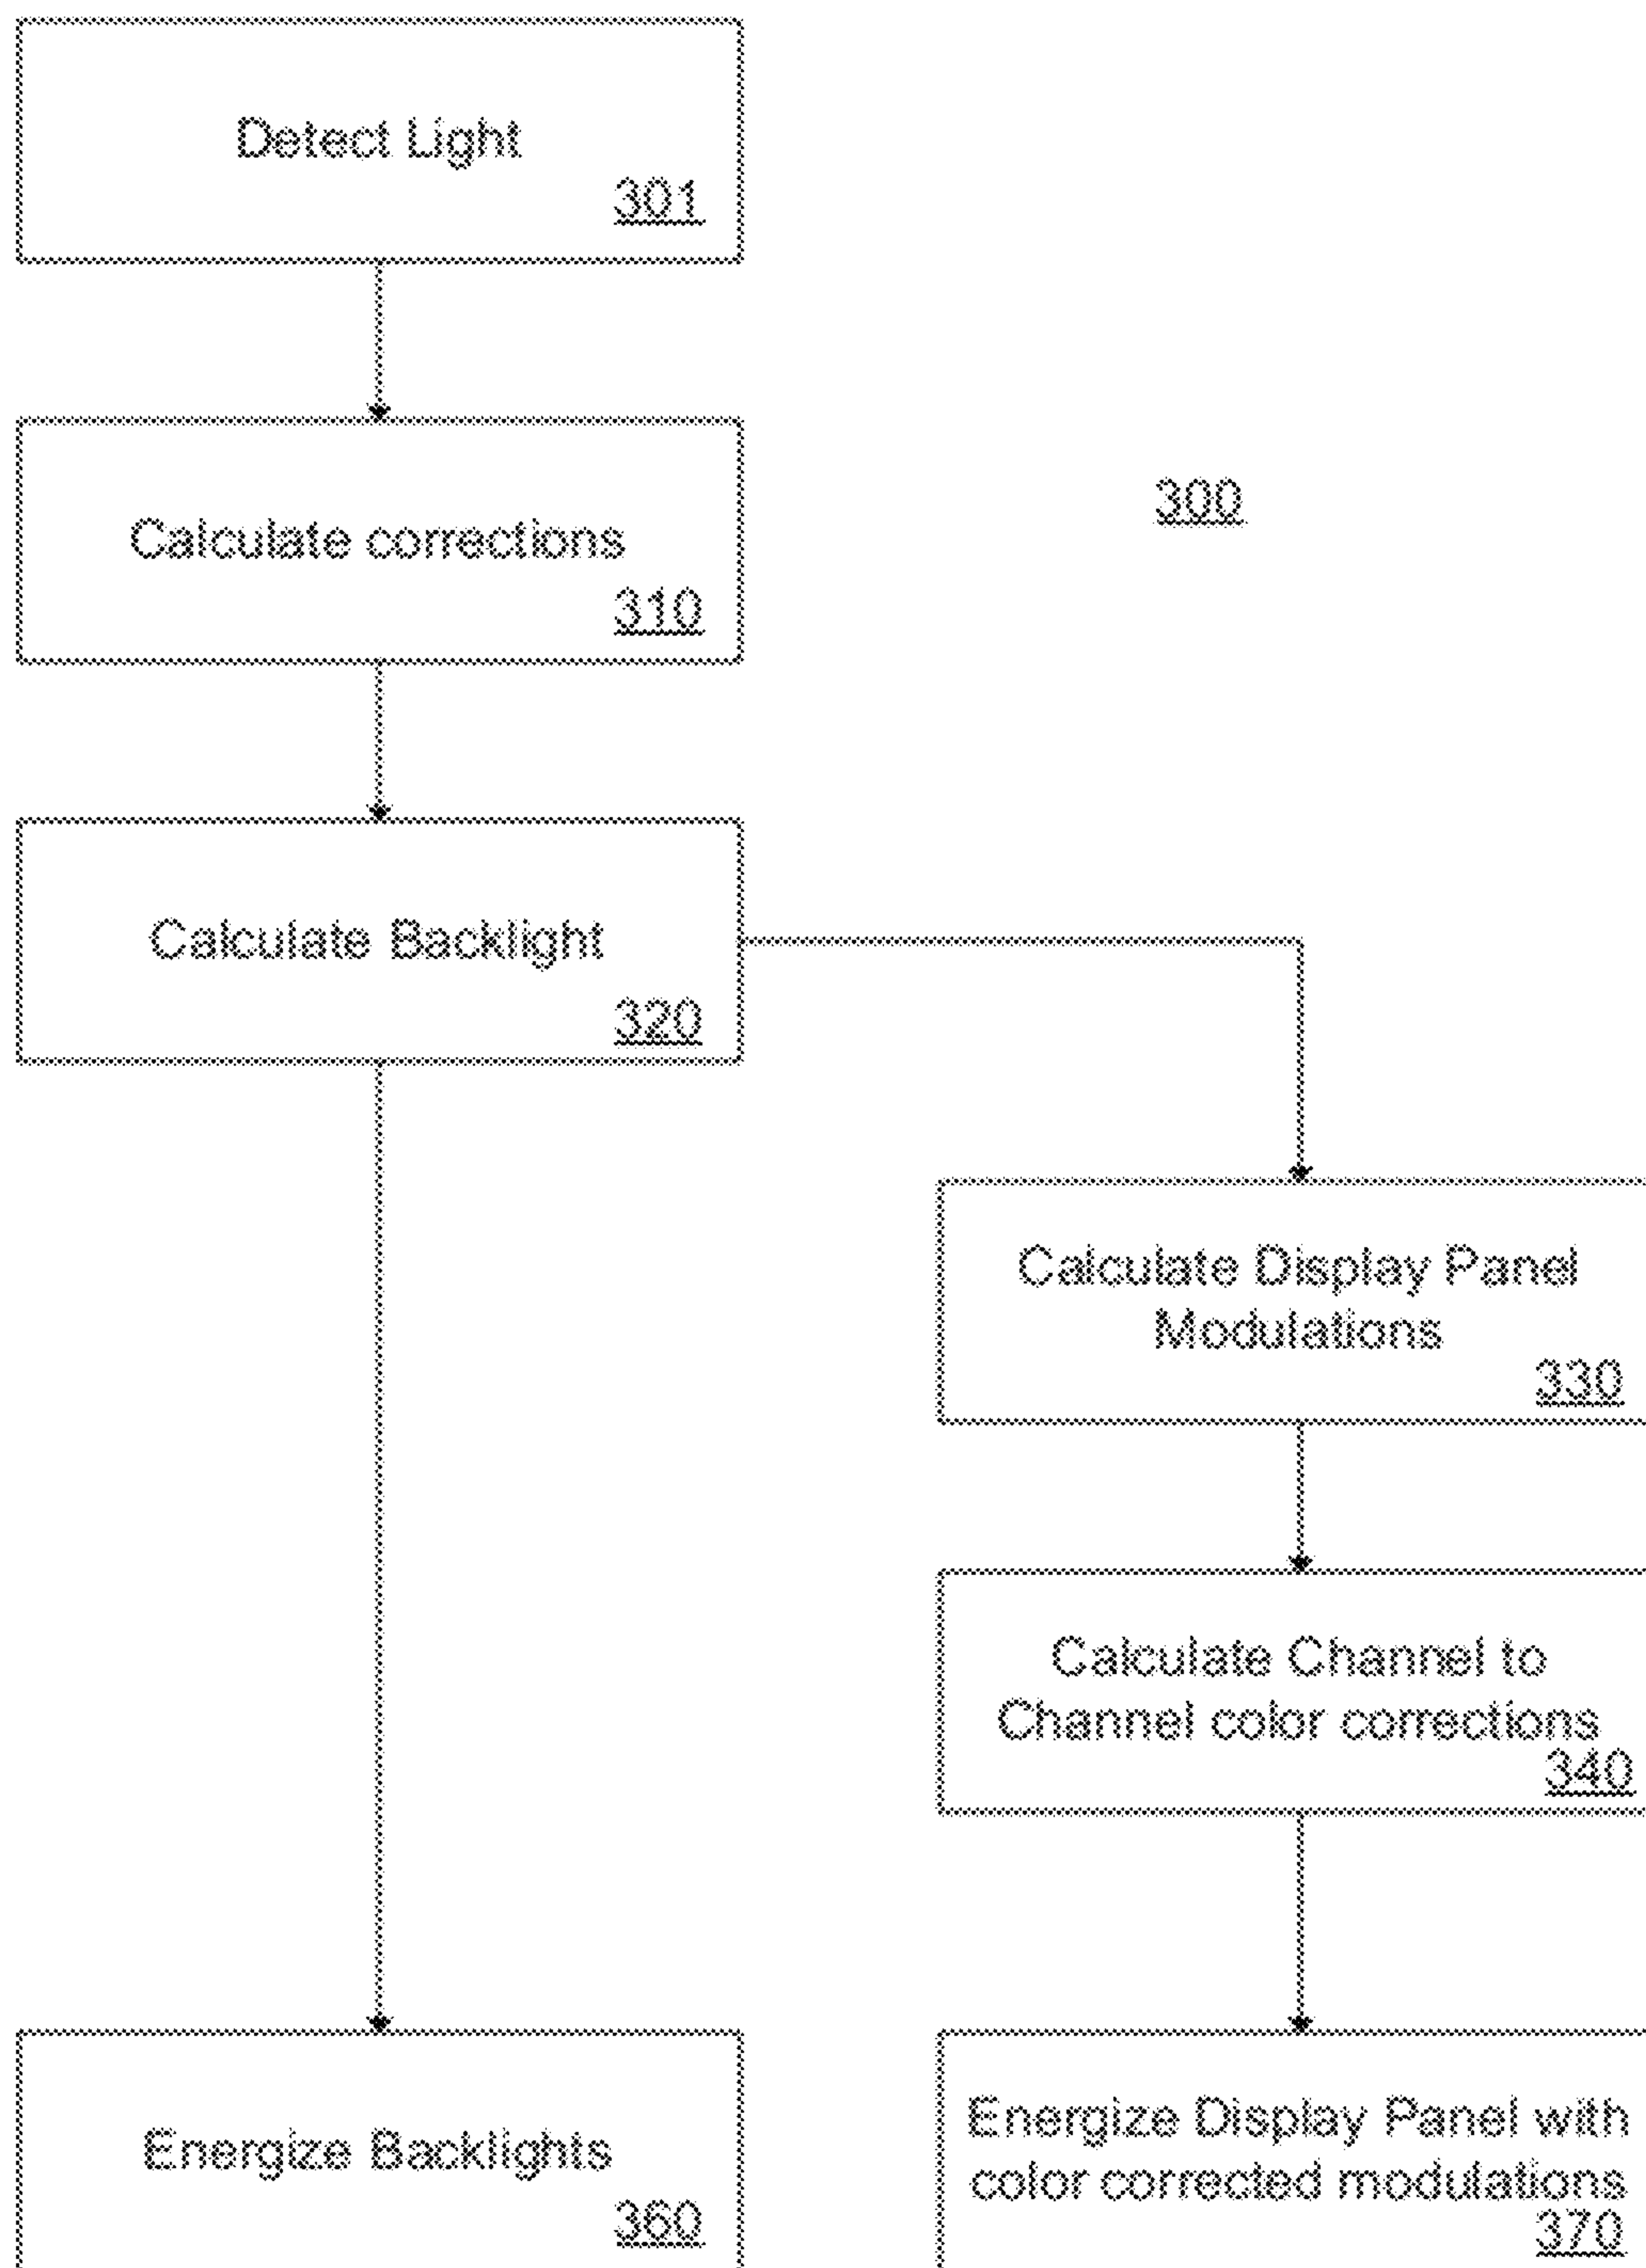 Detect Light
301
Calculate corrections
310
300
Calculate Backlight
320
Calculate Display Panel
Modulations
330
Calculate Channel to
Channel color corrections
340
Energize Backlights
360
Energize Display Panel with
color corrected modulations
370